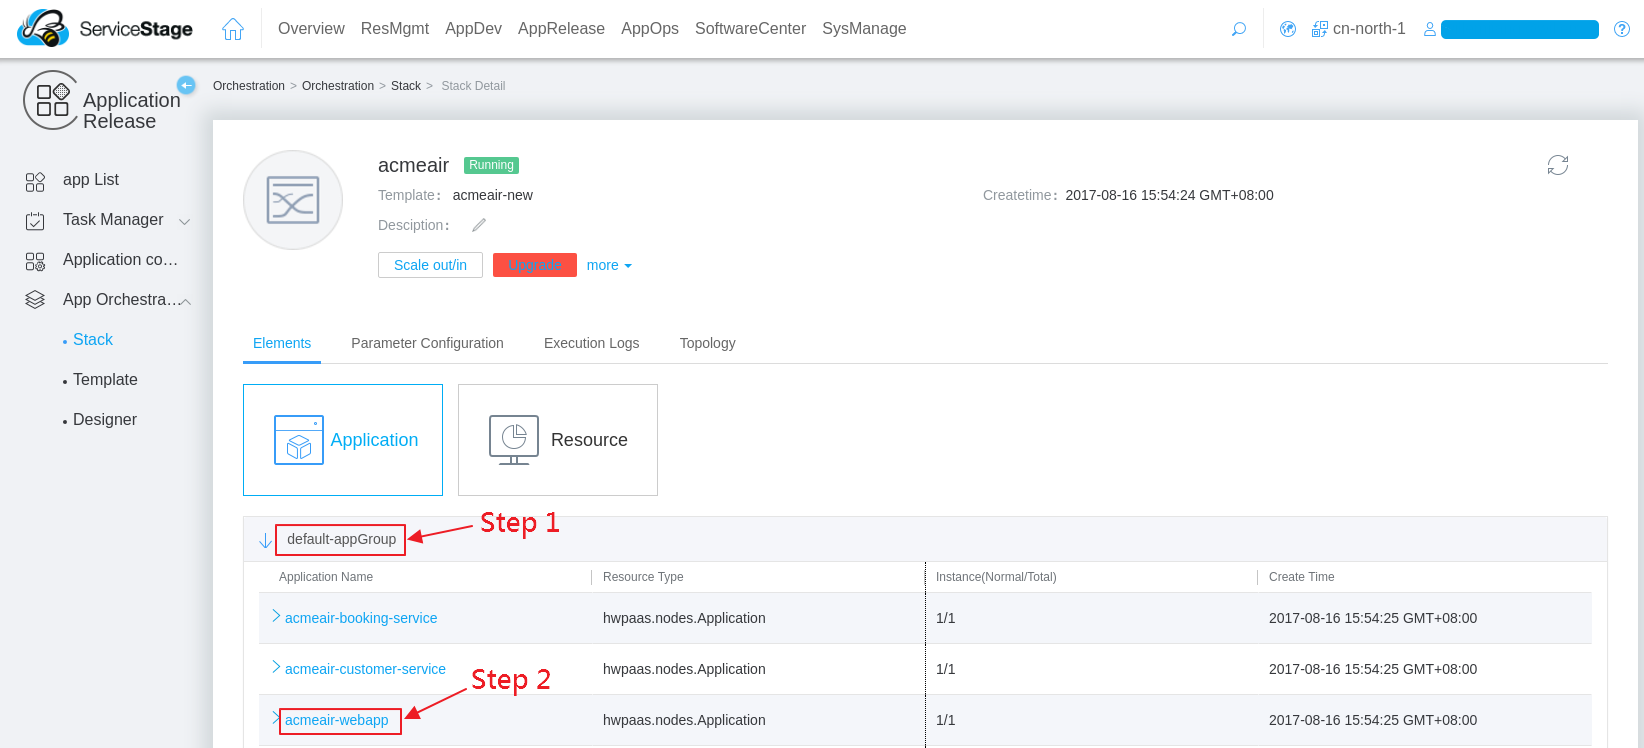 ServiceStage Overview ResMgmt AppDev AppRelease AppOps SoftwareCenter SysManage cn-north-1
Application
Release
Orchestration > Orchestration > Stack > Stack Detail
app List
Task Manager
Application co…
App Orchestra…
Stack
Template
Designer
acmeair Running
Template: acmeair-new Createtime: 2017-08-16 15:54:24 GMT+08:00
Desciption:
Scale out/in Upgrade more
Elements Parameter Configuration Execution Logs Topology
Application Resource
default-appGroup Step 1
Application Name Resource Type Instance(Normal/Total) Create Time
acmeair-booking-service hwpaas.nodes.Application 1/1 2017-08-16 15:54:25 GMT+08:00
acmeair-customer-service hwpaas.nodes.Application 1/1 2017-08-16 15:54:25 GMT+08:00
Step 2
acmeair-webapp hwpaas.nodes.Application 1/1 2017-08-16 15:54:25 GMT+08:00